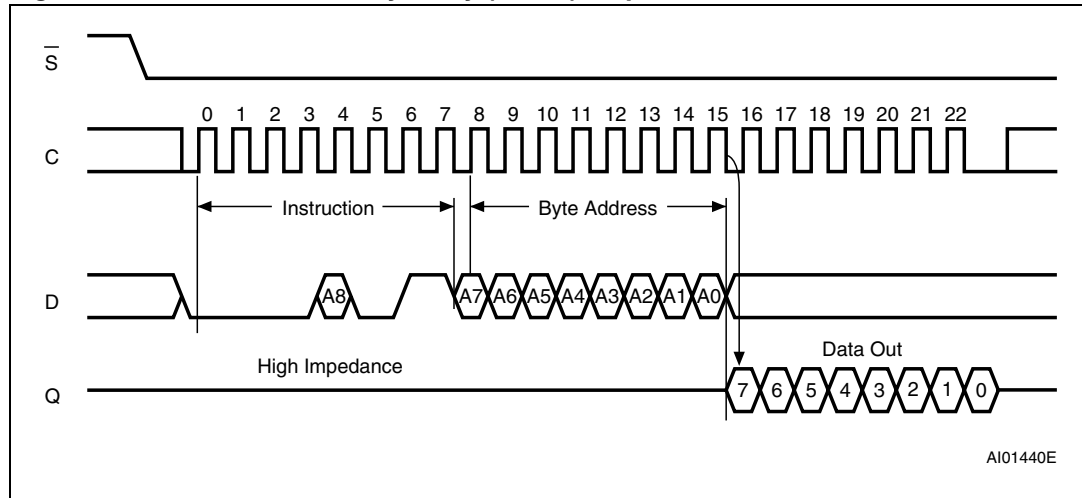 S
0 1 2 3 4 5 6 7 8 9 10 11 12 13 14 15 16 17 18 19 20 21 22
C
Instruction Byte Address
D A8 A7 A6 A5 A4 A3 A2 A1 A0
High Impedance Data Out
Q 7 6 5 4 3 2 1 0
AI01440E